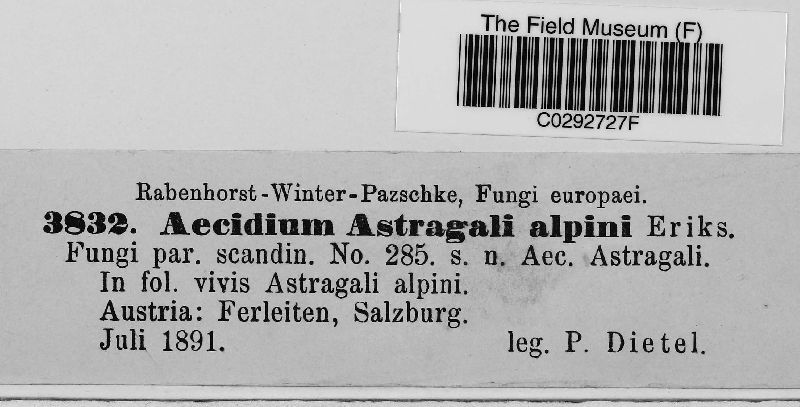 The Field Museum (F)
C0292727F
Rabenhorst-Winter-Pazschke, Fungi europaei.
3832. Aecidium Astragali alpini Eriks.
Fungi par. scandin. No. 285. s. n. Aec. Astragali.
In fol. vivis Astragali alpini.
Austria: Ferleiten, Salzburg.
Juli 1891. leg. P. Dietel.